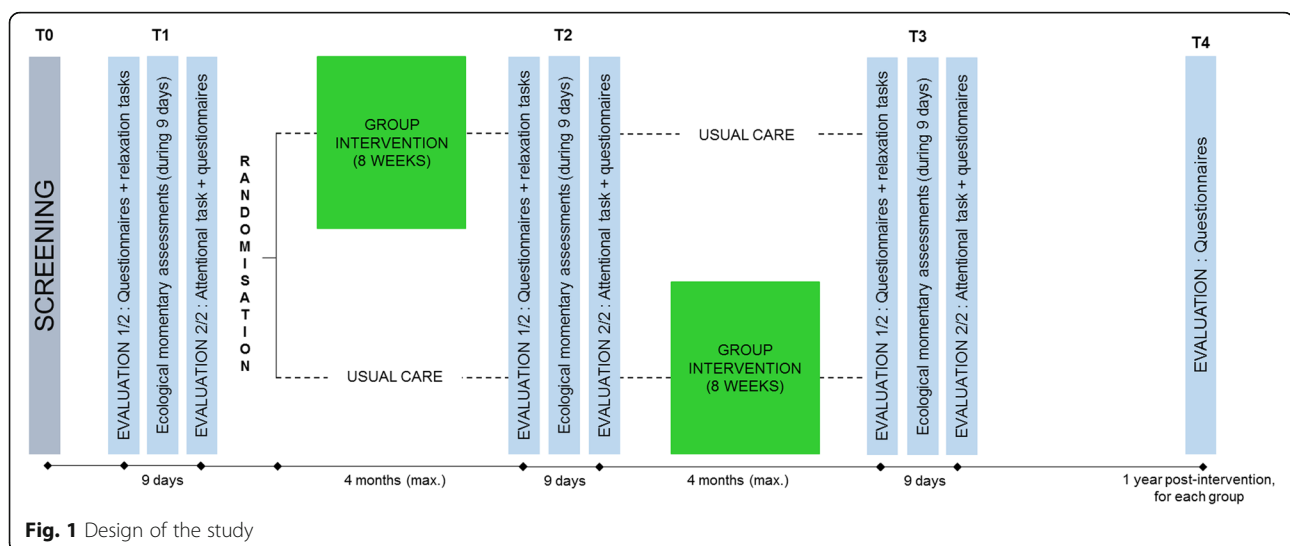 T0
T1
T2
T3
T4
SCREENING
EVALUATION 1/2 : Questionnaires + relaxation tasks
Ecological momentary assessments (during 9 days)
EVALUATION 2/2 : Attentional task + questionnaires
RANDOMISATION
GROUP
INTERVENTION
(8 WEEKS)
USUAL CARE
EVALUATION 1/2 : Questionnaires + relaxation tasks
Ecological momentary assessments (during 9 days)
EVALUATION 2/2 : Attentional task + questionnaires
USUAL CARE
GROUP
INTERVENTION
(8 WEEKS)
EVALUATION 1/2 : Questionnaires + relaxation tasks
Ecological momentary assessments (during 9 days)
EVALUATION 2/2 : Attentional task + questionnaires
EVALUATION : Questionnaires
9 days
4 months (max.)
9 days
4 months (max.)
9 days
1 year post-intervention,
for each group
Fig. 1 Design of the study